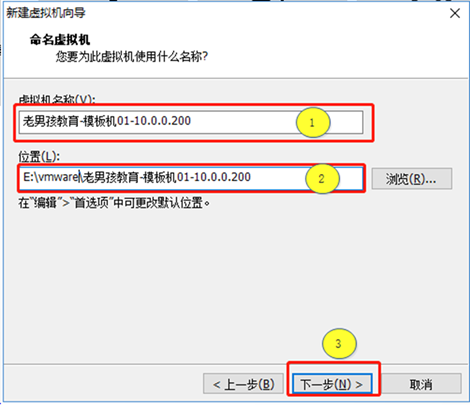 新建虚拟机向导
命名虚拟机
您要为此虚拟机使用什么名称?
虚拟机名称(V):
老男孩教育-模板机01-10.0.0.200
1
位置(L):
E:\vmware\老男孩教育-模板机01-10.0.0.200
2
浏览(R)...
在“编辑”>“首选项”中可更改默认位置。
3
< 上一步(B)
下一步(N) >
取消